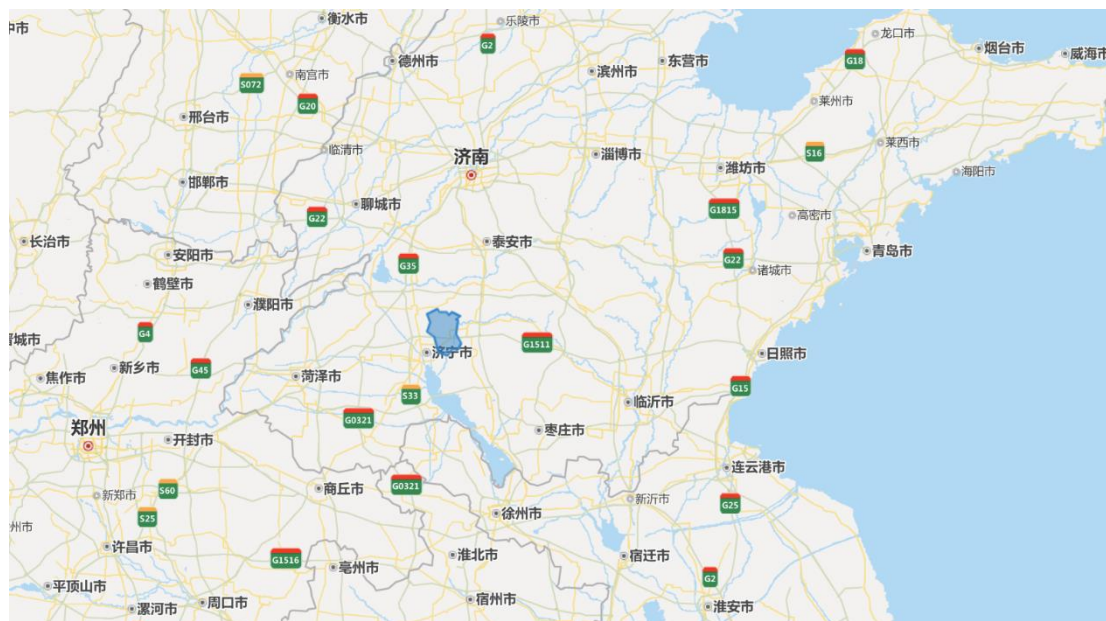 中市
衡水市
乐陵市
G2
德州市
滨州市
东营市
龙口市
烟台市
威海市
G18
南宫市
S072
G20
莱州市
邢台市
临清市
济南
淄博市
潍坊市
S16
莱西市
海阳市
邯郸市
聊城市
G22
G1815
高密市
长治市
安阳市
泰安市
G35
G22
诸城市
青岛市
鹤壁市
濮阳市
G4
城市
济宁市
G1511
日照市
焦作市
新乡市
G45
菏泽市
S33
G15
临沂市
郑州
G0321
开封市
枣庄市
连云港市
G0321
新郑市
S60
商丘市
徐州市
新沂市
G25
州市
S25
许昌市
G1516
亳州市
淮北市
宿迁市
G2
平顶山市
漯河市
周口市
宿州市
淮安市